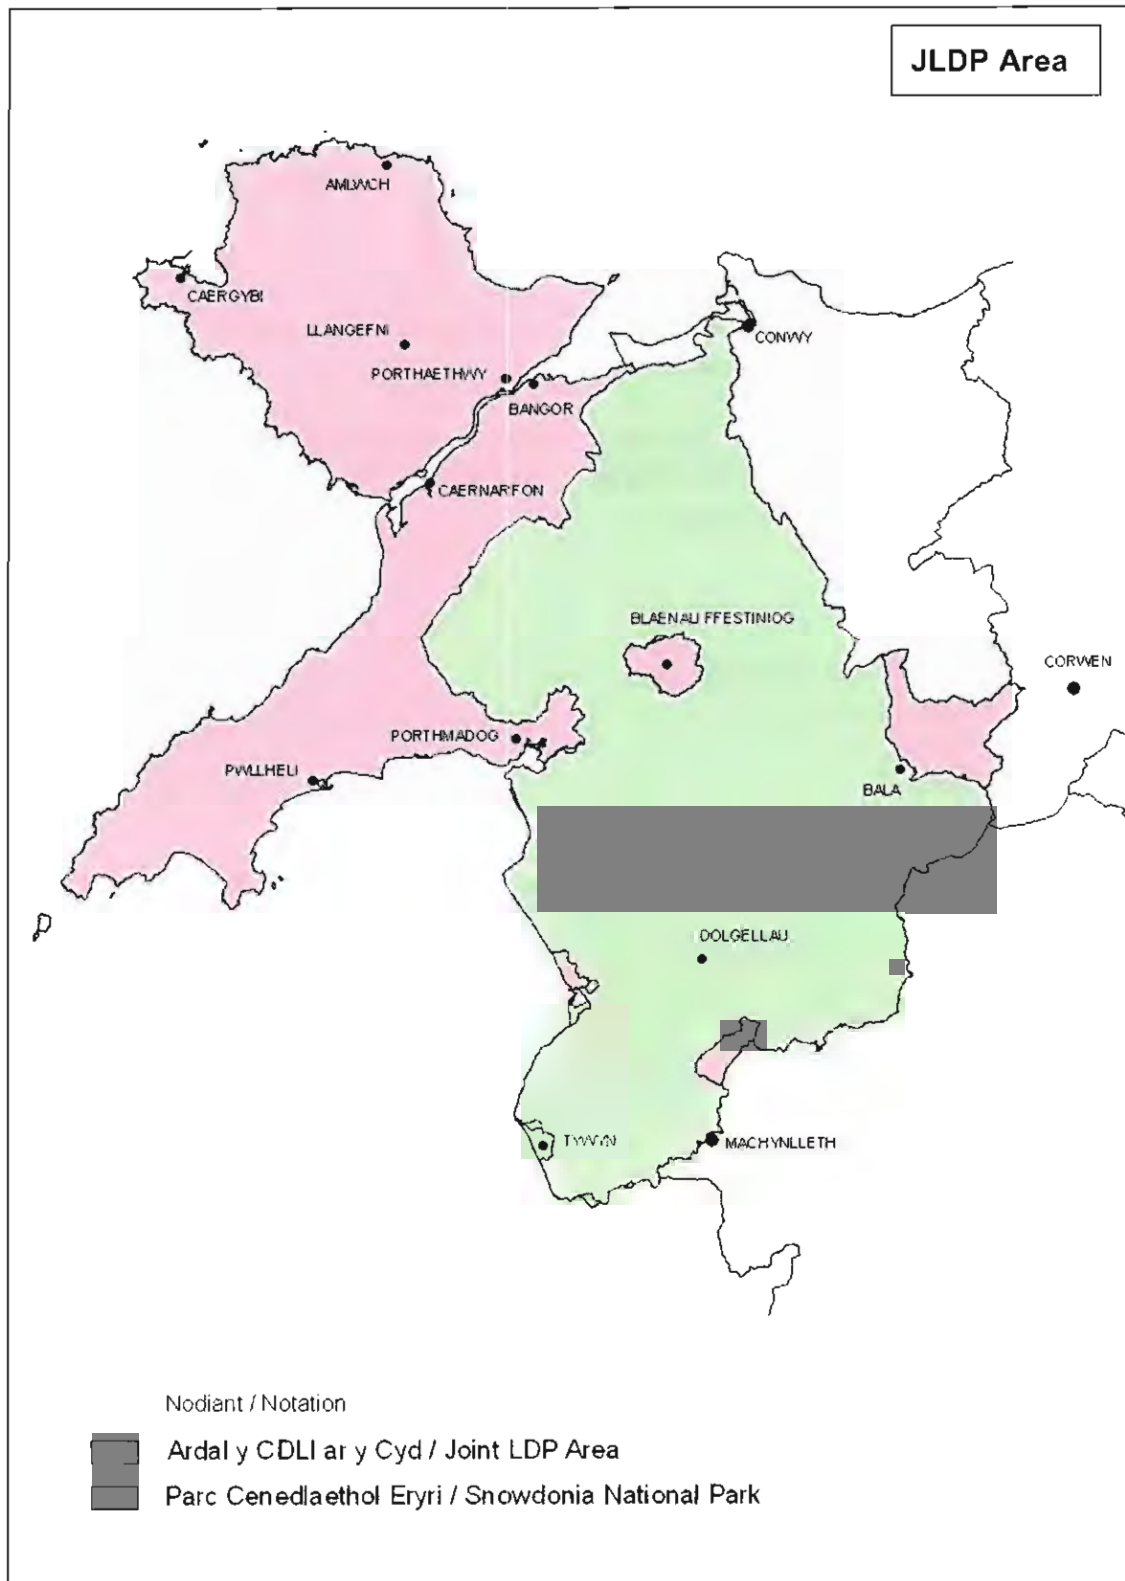 JLDP Area
AMLWCH
CAERGYBI
LLANGEFNI
CONWY
PORTHAETHWY
BANGOR
CAERNARFON
BLAENAU FFESTINIOG
CORWEN
PORTHMADOG
PWLLHELI
BALA
DOLGELLAU
TYWYN
MACHYNLLETH
Nodiant / Notation
Ardal y CDLl ar y Cyd / Joint LDP Area
Parc Cenedlaethol Eryri / Snowdonia National Park